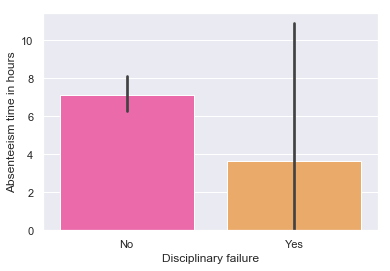 Absenteeism time in hours
10
8
6
4
2
0
No
Yes
Disciplinary failure